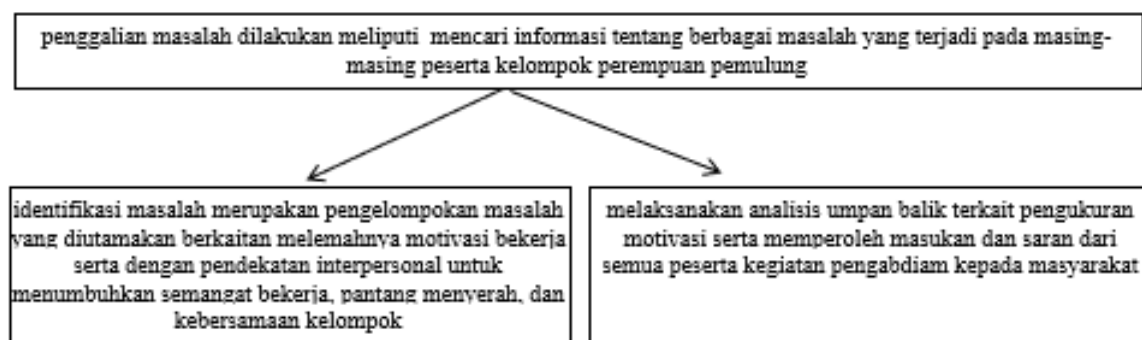 penggalian masalah dilakukan meliputi mencari informasi tentang berbagai masalah yang terjadi pada masing-
masing peserta kelompok perempuan pemulung
identifikasi masalah merupakan pengelompokan masalah
yang diutamakan berkaitan melemahnya motivasi bekerja
serta dengan pendekatan interpersonal untuk
menumbuhkan semangat bekerja, pantang menyerah, dan
kebersamaan kelompok
melaksanakan analisis umpan balik terkait pengukuran
motivasi serta memperoleh masukan dan saran dari
semua peserta kegiatan pengabdiam kepada masyarakat